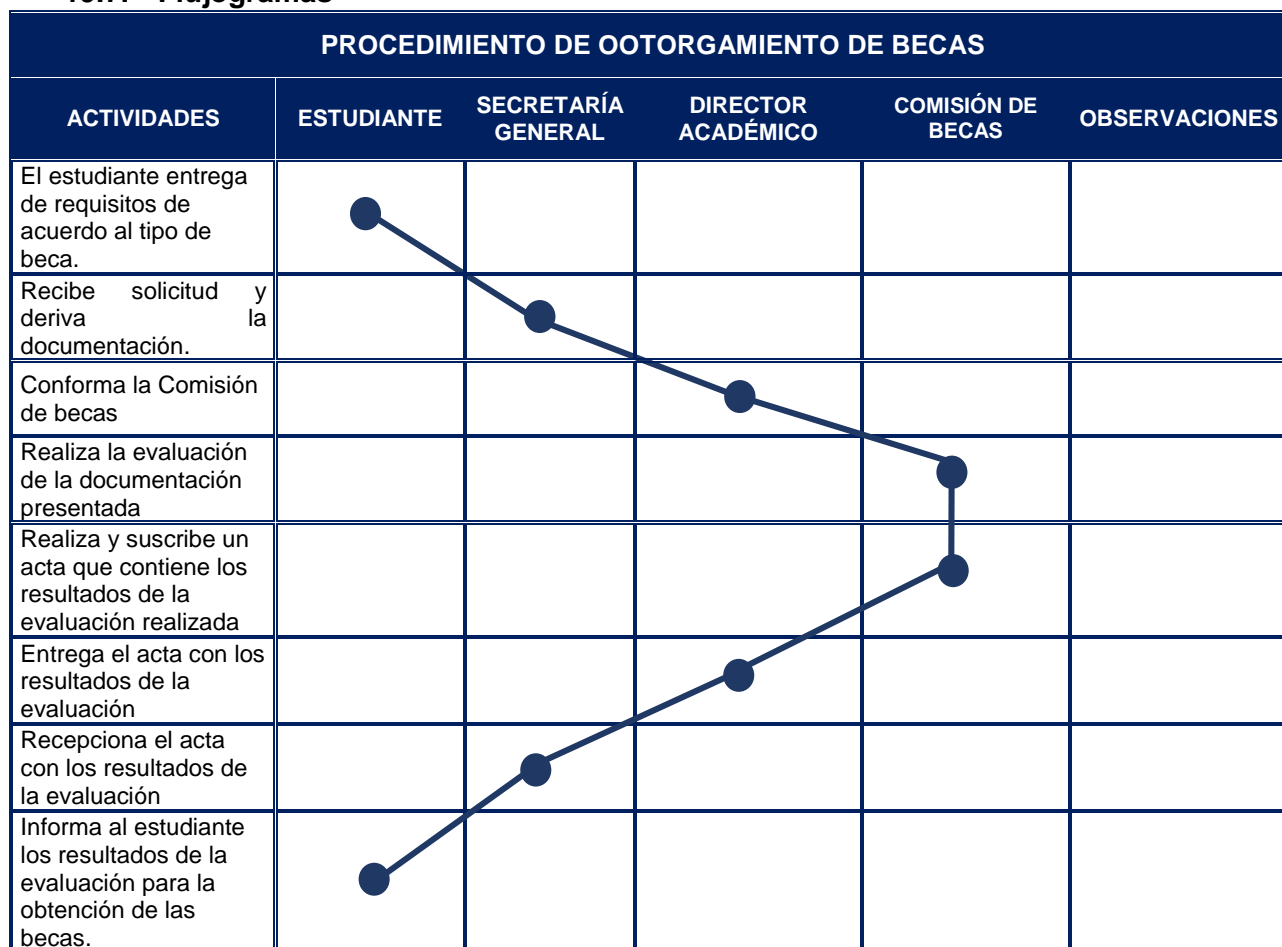 PROCEDIMIENTO DE OOTORGAMIENTO DE BECAS
ACTIVIDADES
ESTUDIANTE
SECRETARÍA
GENERAL
DIRECTOR
ACADÉMICO
COMISIÓN DE
BECAS
OBSERVACIONES
El estudiante entrega
de requisitos de
acuerdo al tipo de
beca.
Recibe solicitud y
deriva la
documentación.
Conforma la Comisión
de becas
Realiza la evaluación
de la documentación
presentada
Realiza y suscribe un
acta que contiene los
resultados de la
evaluación realizada
Entrega el acta con los
resultados de la
evaluación
Recepciona el acta
con los resultados de
la evaluación
Informa al estudiante
los resultados de la
evaluación para la
obtención de las
becas.